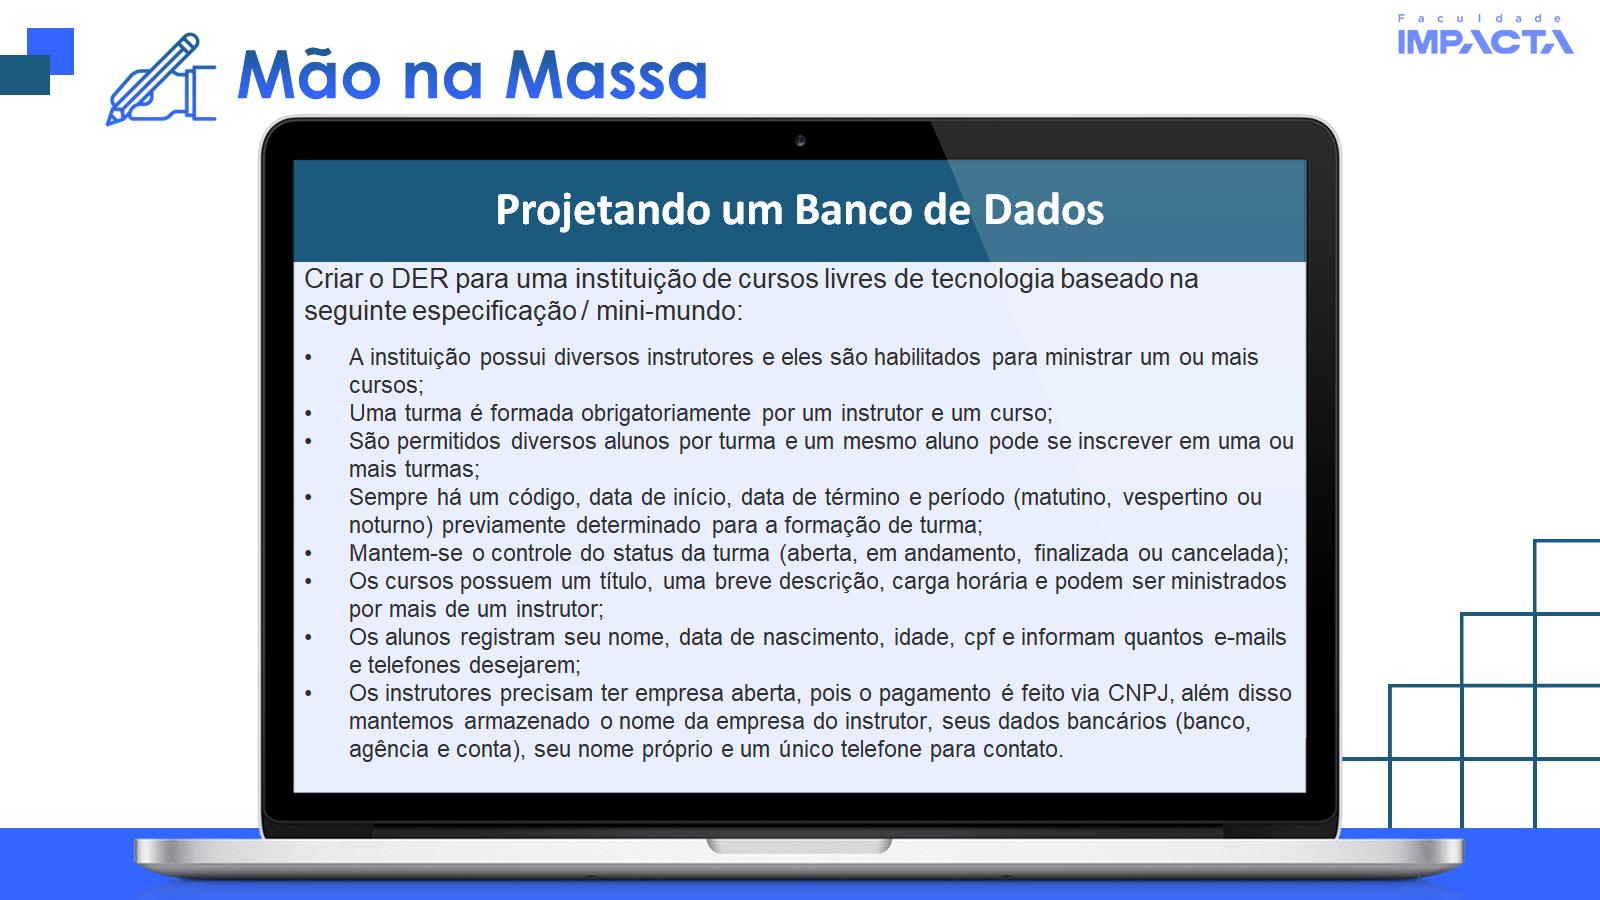 Faculdade
IMPACTA
Mão na Massa
Projetando um Banco de Dados
Criar o DER para uma instituição de cursos livres de tecnologia baseado na
seguinte especificação / mini-mundo:
• A instituição possui diversos instrutores e eles são habilitados para ministrar um ou mais
cursos;
• Uma turma é formada obrigatoriamente por um instrutor e um curso;
• São permitidos diversos alunos por turma e um mesmo aluno pode se inscrever em uma ou
mais turmas;
• Sempre há um código, data de início, data de término e período (matutino, vespertino ou
noturno) previamente determinado para a formação de turma;
• Mantem-se o controle do status da turma (aberta, em andamento, finalizada ou cancelada);
• Os cursos possuem um título, uma breve descrição, carga horária e podem ser ministrados
por mais de um instrutor;
• Os alunos registram seu nome, data de nascimento, idade, cpf e informam quantos e-mails
e telefones desejarem;
• Os instrutores precisam ter empresa aberta, pois o pagamento é feito via CNPJ, além disso
mantemos armazenado o nome da empresa do instrutor, seus dados bancários (banco,
agência e conta), seu nome próprio e um único telefone para contato.